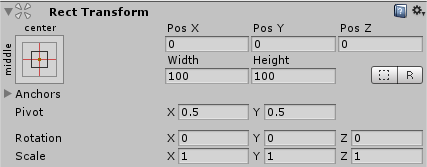 Rect Transform
center
middle
Pos X Pos Y Pos Z
0 0 0
Width Height
100 100
R
Anchors
Pivot X 0.5 Y 0.5
Rotation X 0 Y 0 Z 0
Scale X 1 Y 1 Z 1